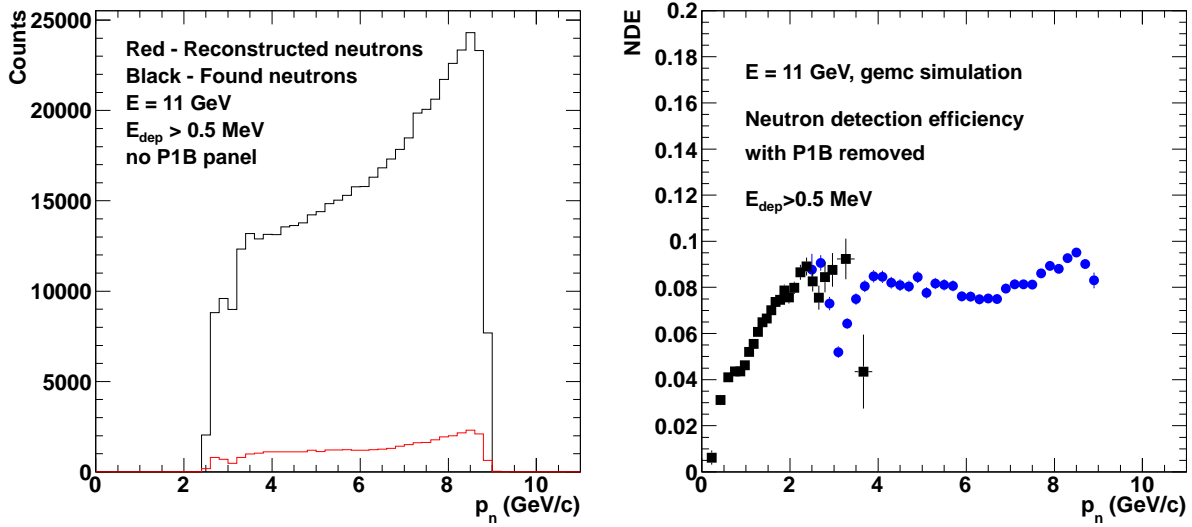 25000
20000
15000
10000
5000
0
Counts
Red - Reconstructed neutrons
Black - Found neutrons
E = 11 GeV
E_dep > 0.5 MeV
no P1B panel
0 2 4 6 8 10
p_n (GeV/c)
0.2
0.18
0.16
0.14
0.12
0.1
0.08
0.06
0.04
0.02
0
NDE
E = 11 GeV, gemc simulation
Neutron detection efficiency
with P1B removed
E_dep>0.5 MeV
0 2 4 6 8 10
p_n (GeV/c)